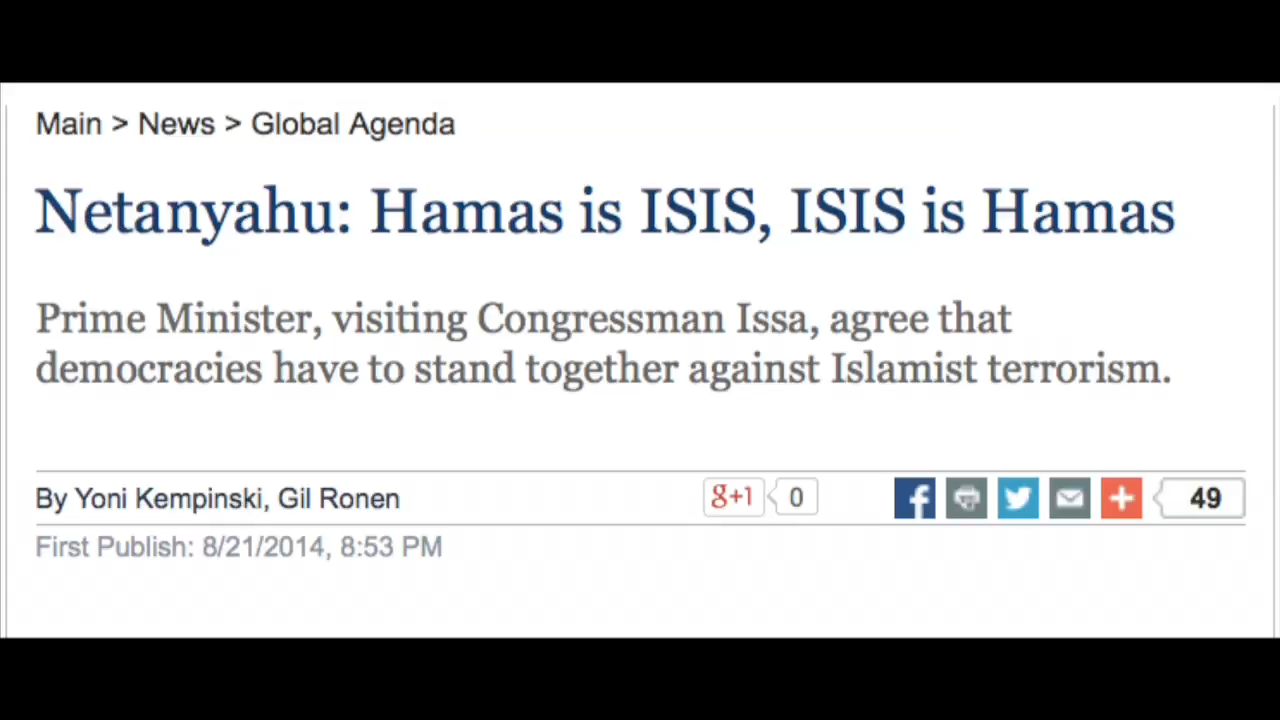 Main > News > Global Agenda
Netanyahu: Hamas is ISIS, ISIS is Hamas
Prime Minister, visiting Congressman Issa, agree that
democracies have to stand together against Islamist terrorism.
By Yoni Kempinski, Gil Ronen g+1 0 f 49
First Publish: 8/21/2014, 8:53 PM